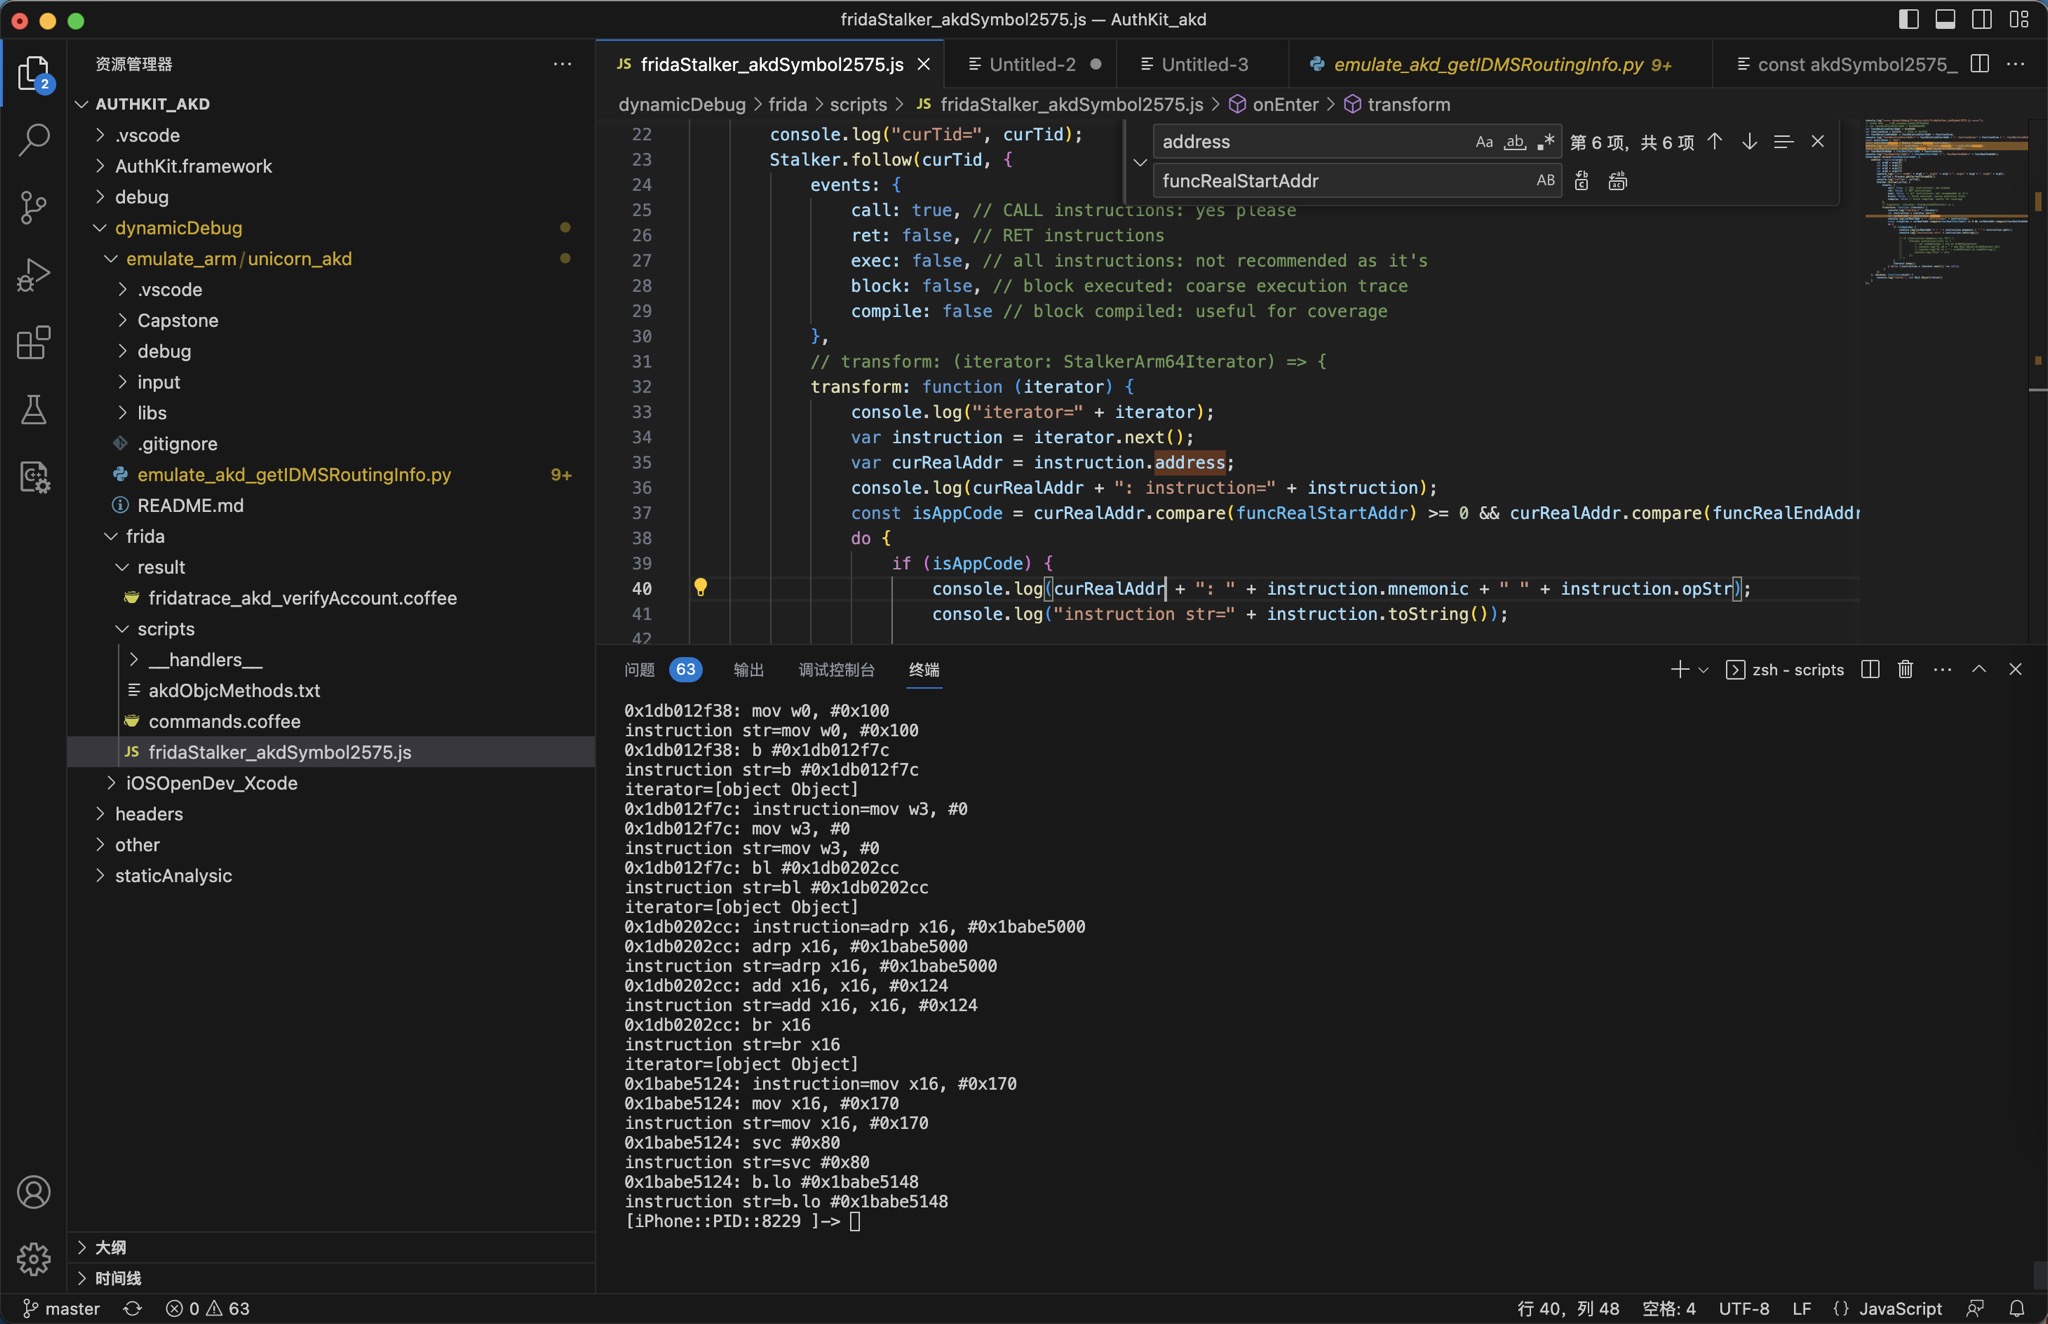 fridaStalker_akdSymbol2575.js — AuthKit_akd
资源管理器
2
AUTHKIT_AKD
.vscode
AuthKit.framework
debug
dynamicDebug
emulate_arm/unicorn_akd
.vscode
Capstone
debug
input
libs
.gitignore
emulate_akd_getIDMSRoutingInfo.py 9+
README.md
frida
result
fridatrace_akd_verifyAccount.coffee
scripts
__handlers__
akdObjcMethods.txt
commands.coffee
JS fridaStalker_akdSymbol2575.js
iOSOpenDev_Xcode
headers
other
staticAnalysic
大纲
时间线
JS fridaStalker_akdSymbol2575.js
Untitled-2
Untitled-3
emulate_akd_getIDMSRoutingInfo.py 9+
const akdSymbol2575_
dynamicDebug > frida > scripts > JS fridaStalker_akdSymbol2575.js > onEnter > transform
address Aa ab 第 6 项，共 6 项
funcRealStartAddr AB
22 console.log("curTid=", curTid);
23 Stalker.follow(curTid, {
24 events: {
25 call: true, // CALL instructions: yes please
26 ret: false, // RET instructions
27 exec: false, // all instructions: not recommended as it's
28 block: false, // block executed: coarse execution trace
29 compile: false // block compiled: useful for coverage
30 },
31 // transform: (iterator: StalkerArm64Iterator) => {
32 transform: function (iterator) {
33 console.log("iterator=" + iterator);
34 var instruction = iterator.next();
35 var curRealAddr = instruction.address;
36 console.log(curRealAddr + ": instruction=" + instruction);
37 const isAppCode = curRealAddr.compare(funcRealStartAddr) >= 0 && curRealAddr.compare(funcRealEndAddr
38 do {
39 if (isAppCode) {
40 console.log(curRealAddr + ": " + instruction.mnemonic + " " + instruction.opStr);
41 console.log("instruction str=" + instruction.toString());
42
问题 63 输出 调试控制台 终端
zsh - scripts
0x1db012f38: mov w0, #0x100
instruction str=mov w0, #0x100
0x1db012f38: b #0x1db012f7c
instruction str=b #0x1db012f7c
iterator=[object Object]
0x1db012f7c: instruction=mov w3, #0
0x1db012f7c: mov w3, #0
instruction str=mov w3, #0
0x1db012f7c: bl #0x1db0202cc
instruction str=bl #0x1db0202cc
iterator=[object Object]
0x1db0202cc: instruction=adrp x16, #0x1babe5000
0x1db0202cc: adrp x16, #0x1babe5000
instruction str=adrp x16, #0x1babe5000
0x1db0202cc: add x16, x16, #0x124
instruction str=add x16, x16, #0x124
0x1db0202cc: br x16
instruction str=br x16
iterator=[object Object]
0x1babe5124: instruction=mov x16, #0x170
0x1babe5124: mov x16, #0x170
instruction str=mov x16, #0x170
0x1babe5124: svc #0x80
instruction str=svc #0x80
0x1babe5124: b.lo #0x1babe5148
instruction str=b.lo #0x1babe5148
[iPhone::PID::8229 ]->
master 0 63
行 40，列 48 空格: 4 UTF-8 LF {} JavaScript